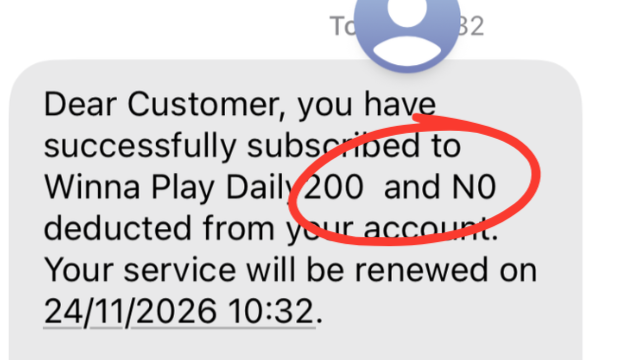 Dear Customer, you have
successfully subscribed to
Winna Play Daily 200 and N0
deducted from your account.
Your service will be renewed on
24/11/2026 10:32.